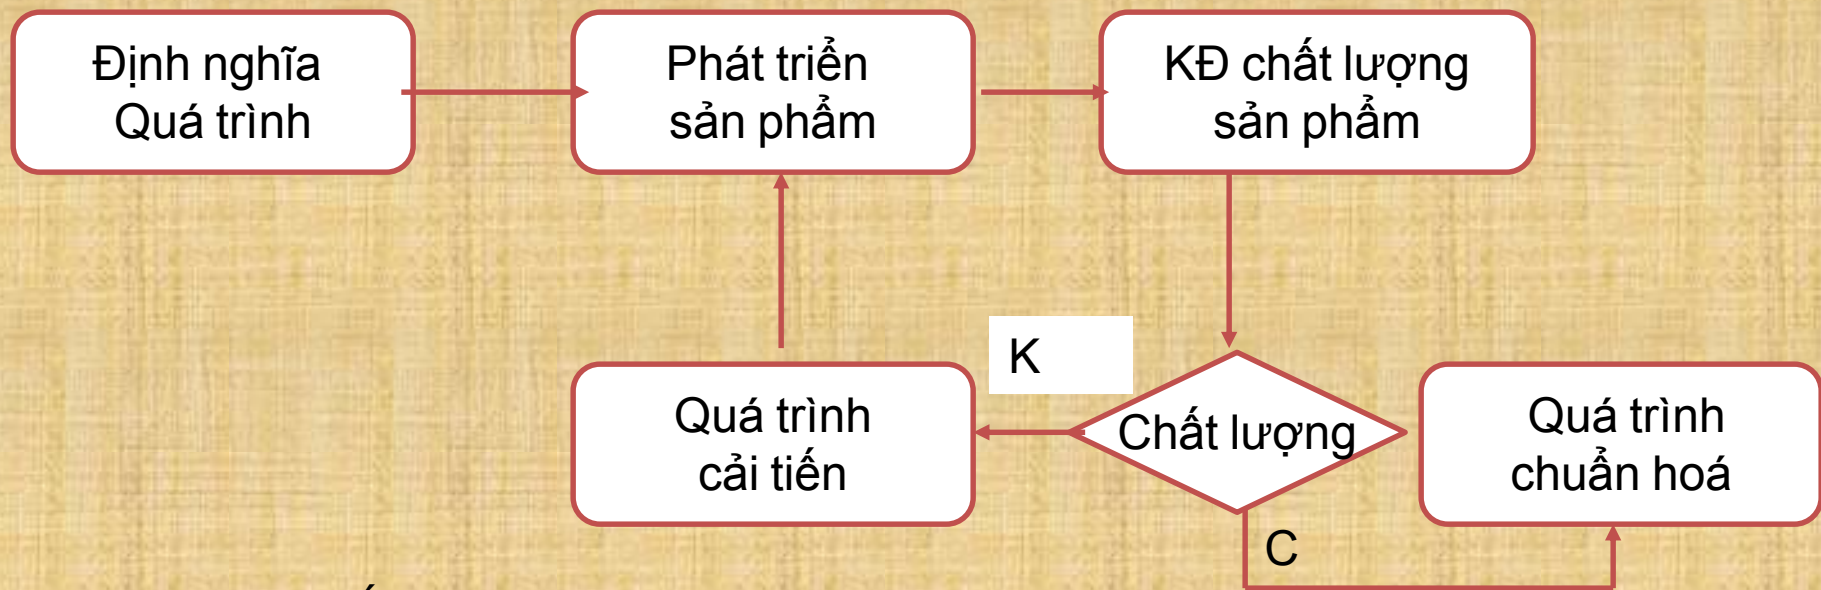 Định nghĩa
Quá trình
Phát triển
sản phẩm
KĐ chất lượng
sản phẩm
K
Quá trình
cải tiến
Chất lượng
Quá trình
chuẩn hoá
C